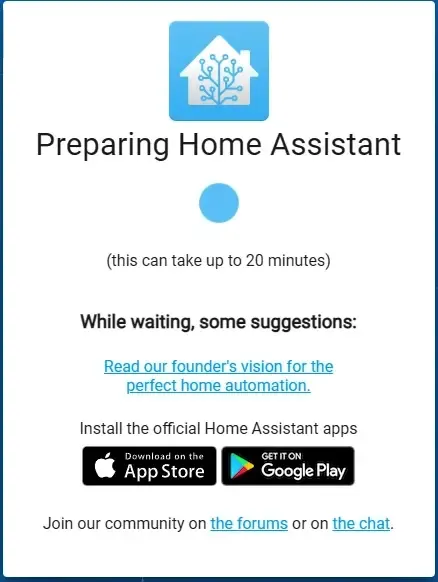 Preparing Home Assistant
(this can take up to 20 minutes)
While waiting, some suggestions:
Read our founder's vision for the
perfect home automation.
Install the official Home Assistant apps
Download on the
App Store
GET IT ON
Google Play
Join our community on the forums or on the chat.